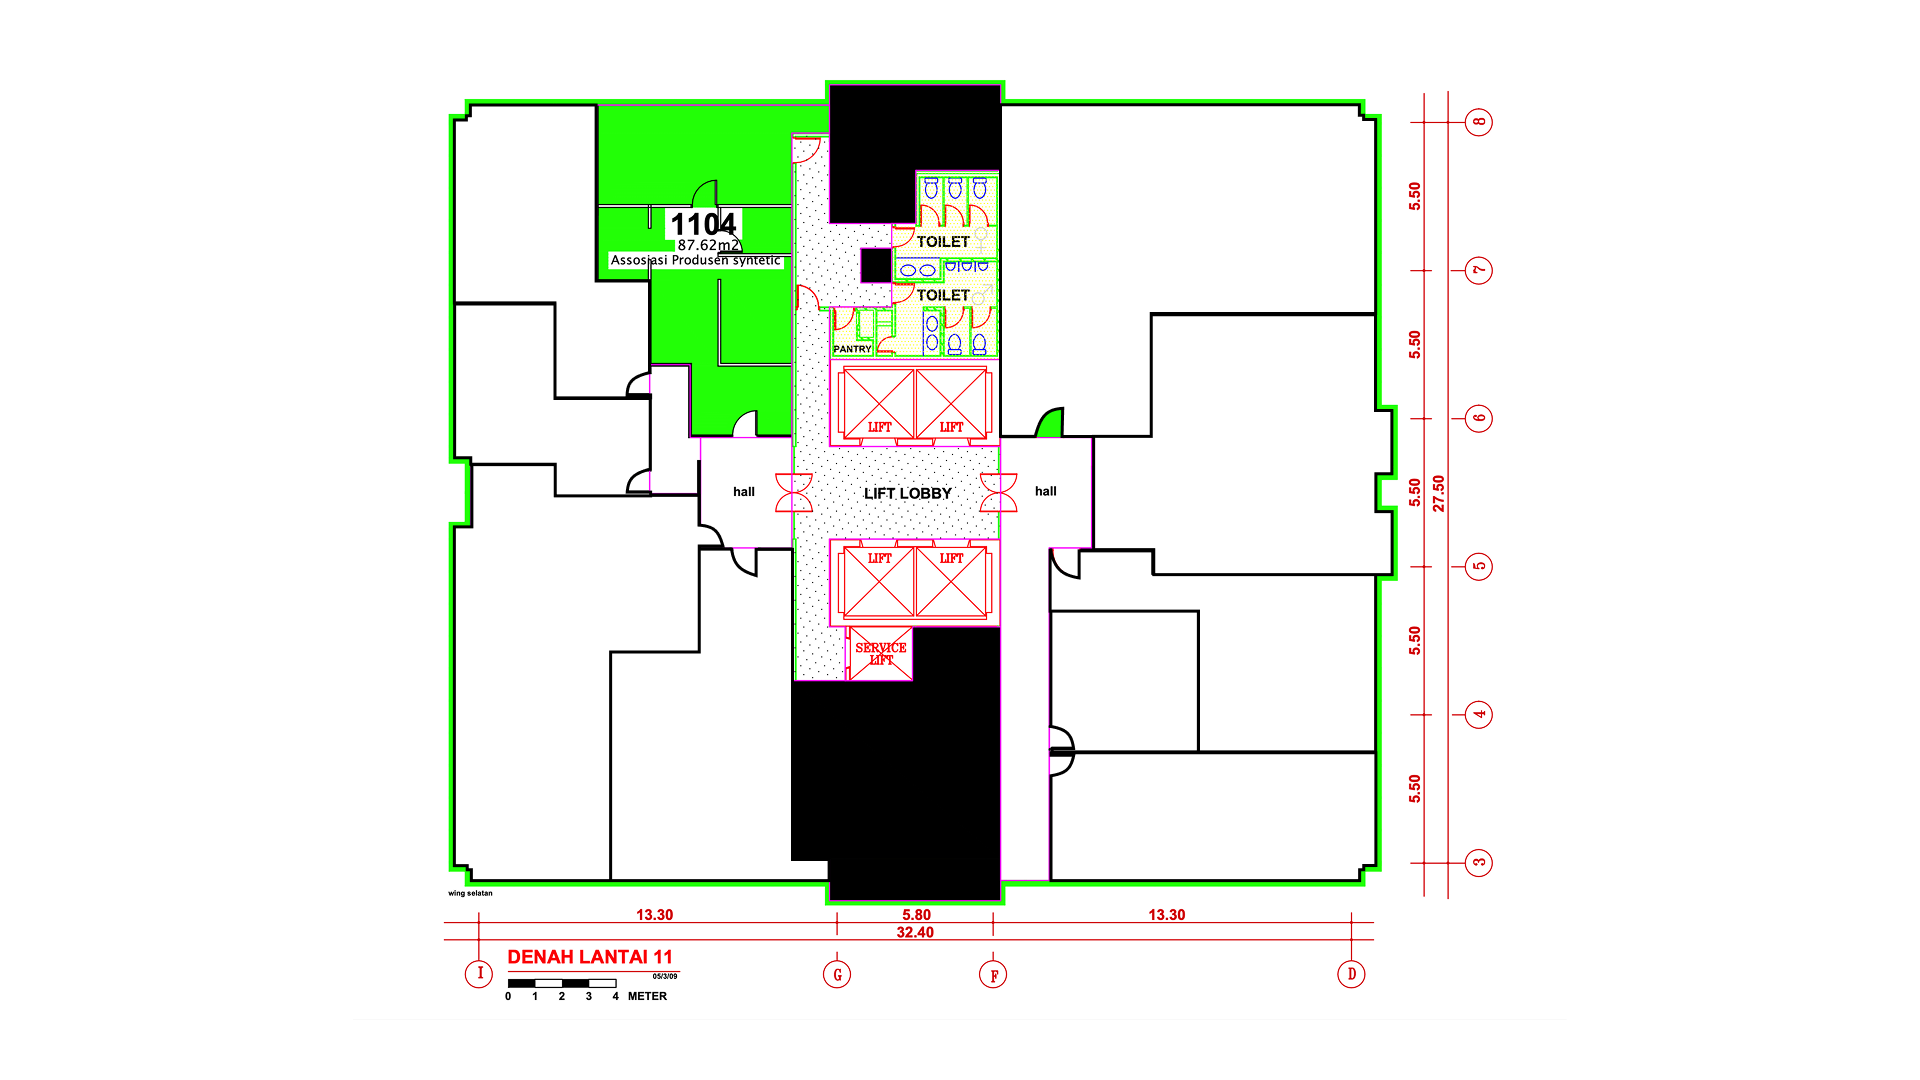 8
5.50
1104
87.62m2
Assosiasi Produsen syntetic
TOILET
7
TOILET
5.50
PANTRY
6
LIFT
LIFT
hall
LIFT LOBBY
hall
5.50
27.50
LIFT
LIFT
5
SERVICE
LIFT
5.50
4
5.50
3
wing selatan
13.30
5.80
13.30
32.40
DENAH LANTAI 11
05/3/09
I
G
F
D
0 1 2 3 4 METER